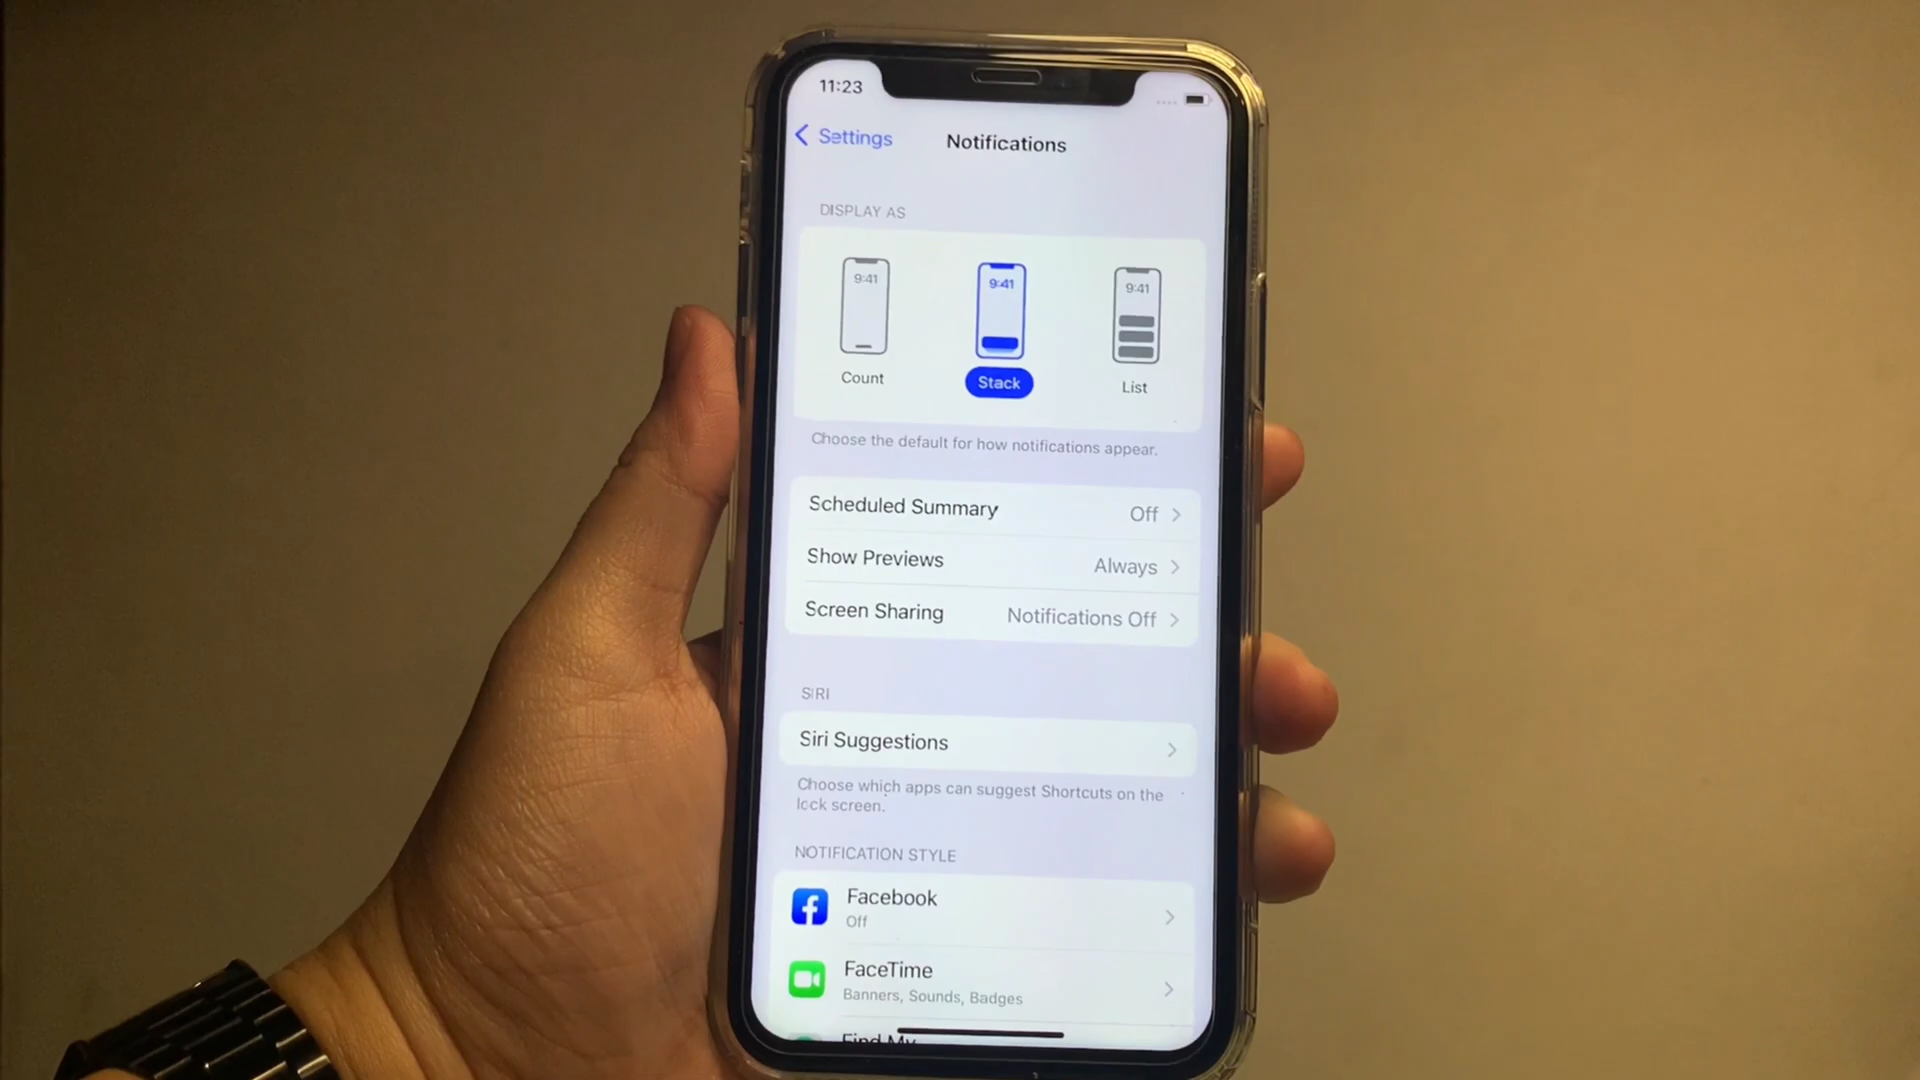 11:23
Settings
Notifications
DISPLAY AS
9:41
9:41
9:41
Count
Stack
List
Choose the default for how notifications appear.
Scheduled Summary Off
Show Previews Always
Screen Sharing Notifications Off
SIRI
Siri Suggestions
Choose which apps can suggest Shortcuts on the
lock screen.
NOTIFICATION STYLE
Facebook
Off
FaceTime
Banners, Sounds, Badges
Find My